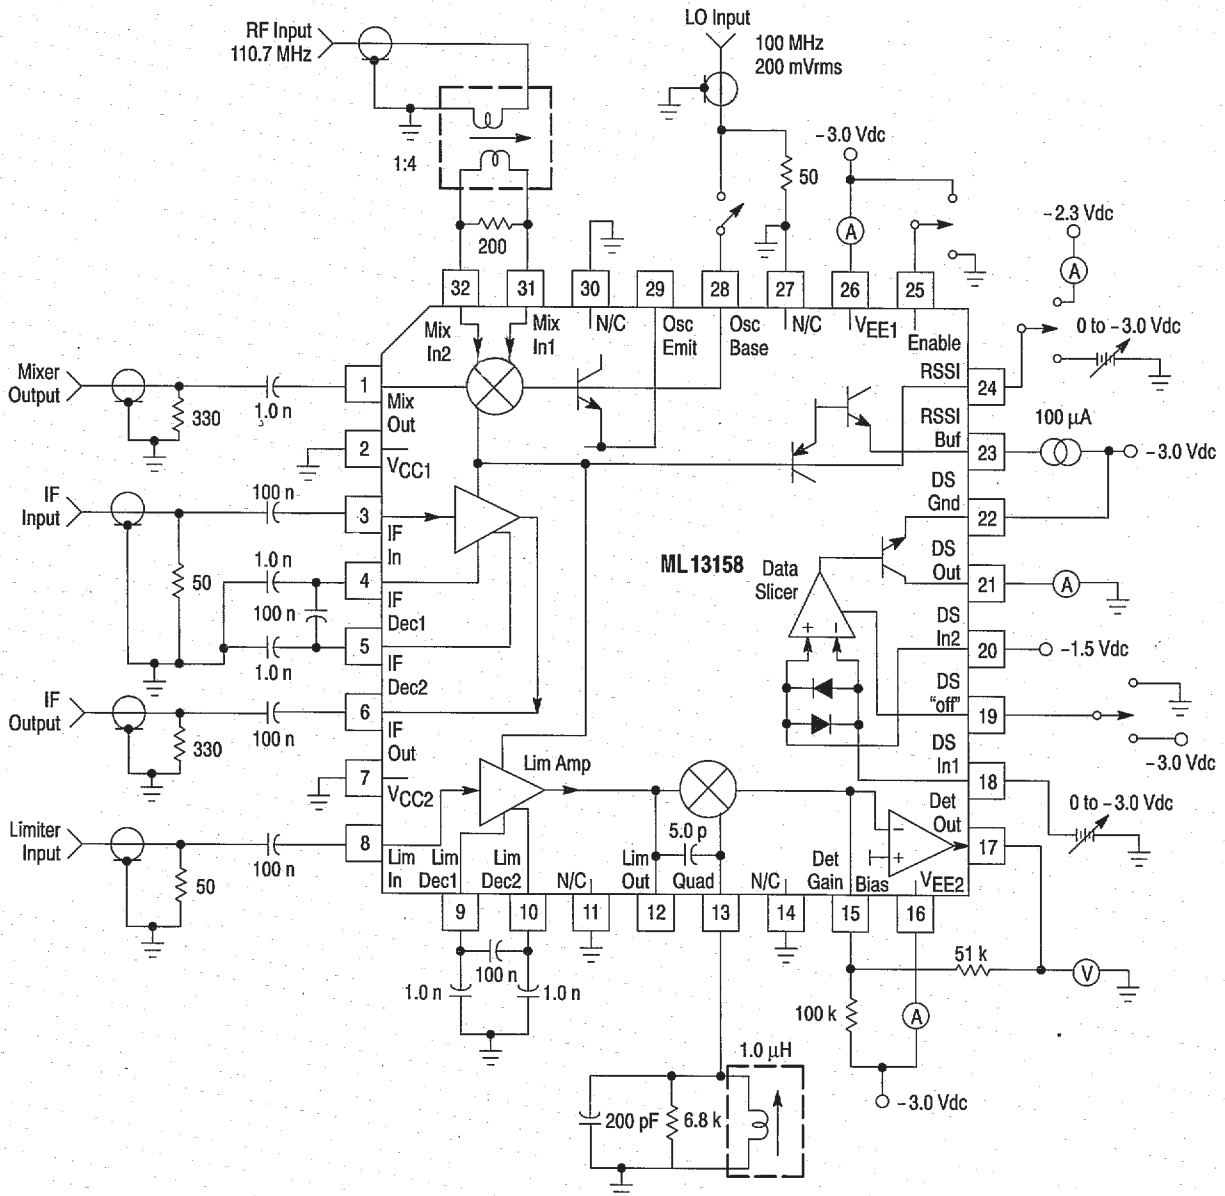 RF Input
110.7 MHz
LO Input
100 MHz
200 mVrms
1:4
200
50
–3.0 Vdc
A
–2.3 Vdc
A
0 to –3.0 Vdc
32
31
30
29
28
27
26
25
Mix
In2
Mix
In1
N/C
Osc
Emit
Osc
Base
N/C
VEE1
Enable
Mixer
Output
330
1.0 n
1
Mix
Out
2
VCC1
IF
Input
50
100 n
3
IF
In
1.0 n
4
IF
Dec1
100 n
1.0 n
5
IF
Dec2
IF
Output
330
100 n
6
IF
Out
7
VCC2
Limiter
Input
50
100 n
8
Lim
In
RSSI
24
RSSI
Buf
23
100 µA
–3.0 Vdc
DS
Gnd
22
DS
Out
21
A
DS
In2
20
–1.5 Vdc
DS
"off"
19
–3.0 Vdc
DS
In1
18
0 to –3.0 Vdc
Det
Out
17
ML13158
Data
Slicer
+
–
Lim Amp
5.0 p
–
+
Lim
Dec1
Lim
Dec2
N/C
Lim
Out
Quad
N/C
Det
Gain
Bias
VEE2
9
10
11
12
13
14
15
16
100 n
1.0 n
1.0 n
51 k
V
100 k
A
–3.0 Vdc
1.0 µH
200 pF
6.8 k